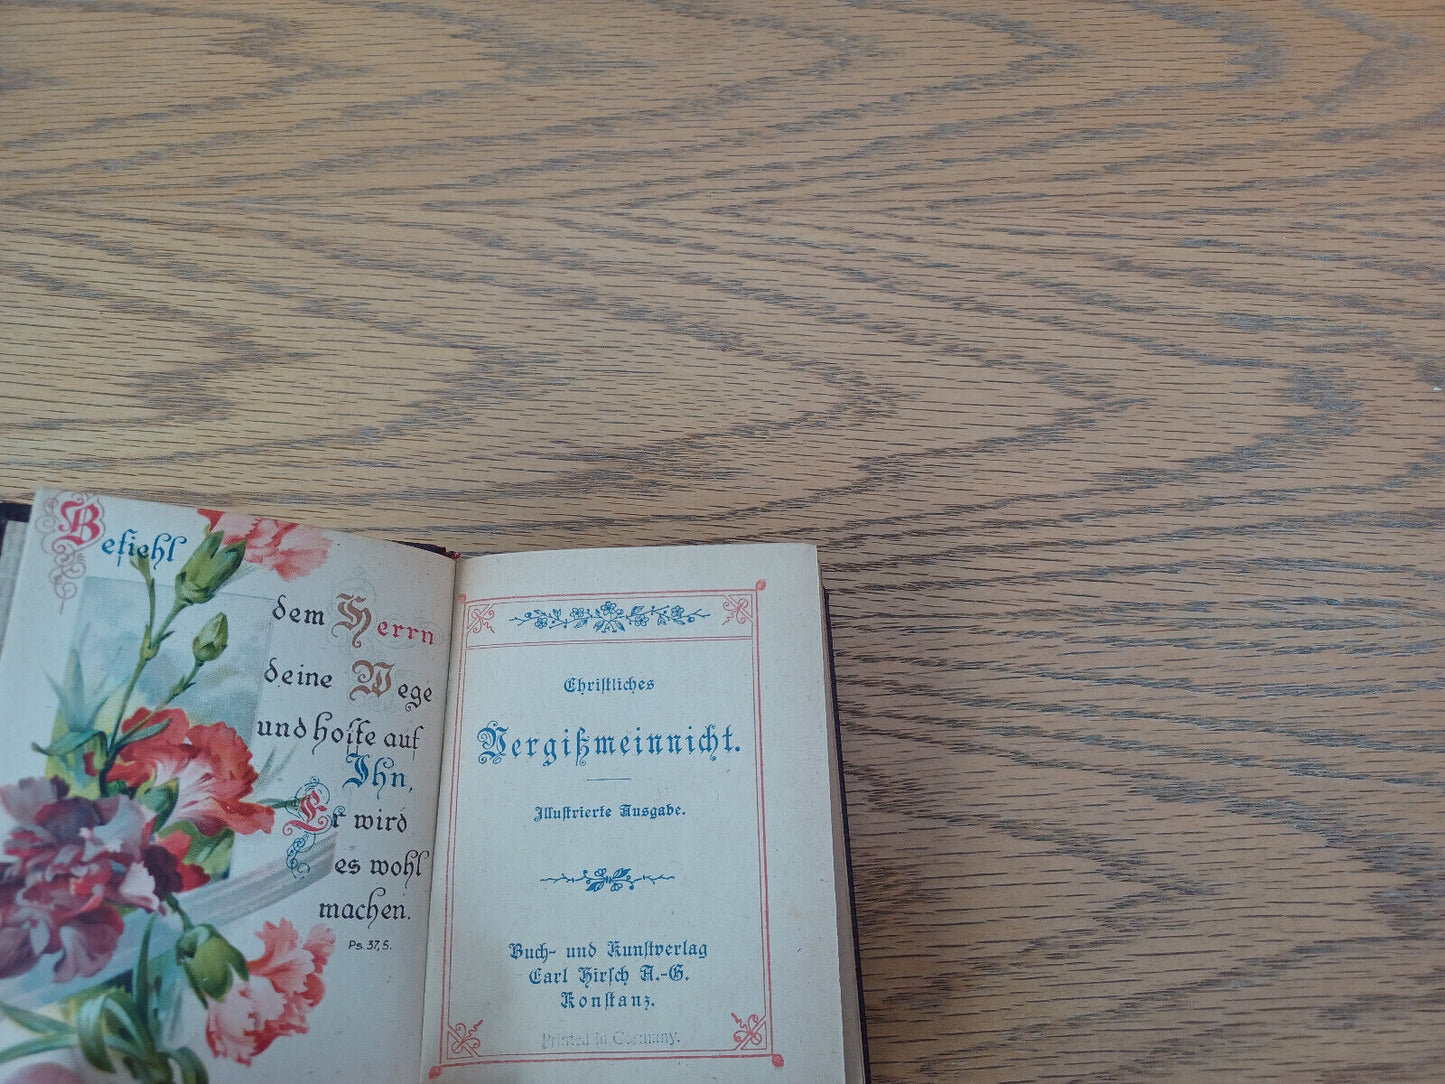 Befiehl
dem Herrn
deine Wege
und hoffe auf
Ihn,
Er wird
es wohl
machen.
Ps. 37,5.
Christliches
Vergißmeinnicht.
Illustrierte Ausgabe.
Buch- und Kunstverlag
Carl Hirsch A.-G.
Konstanz.
Printed in Germany.